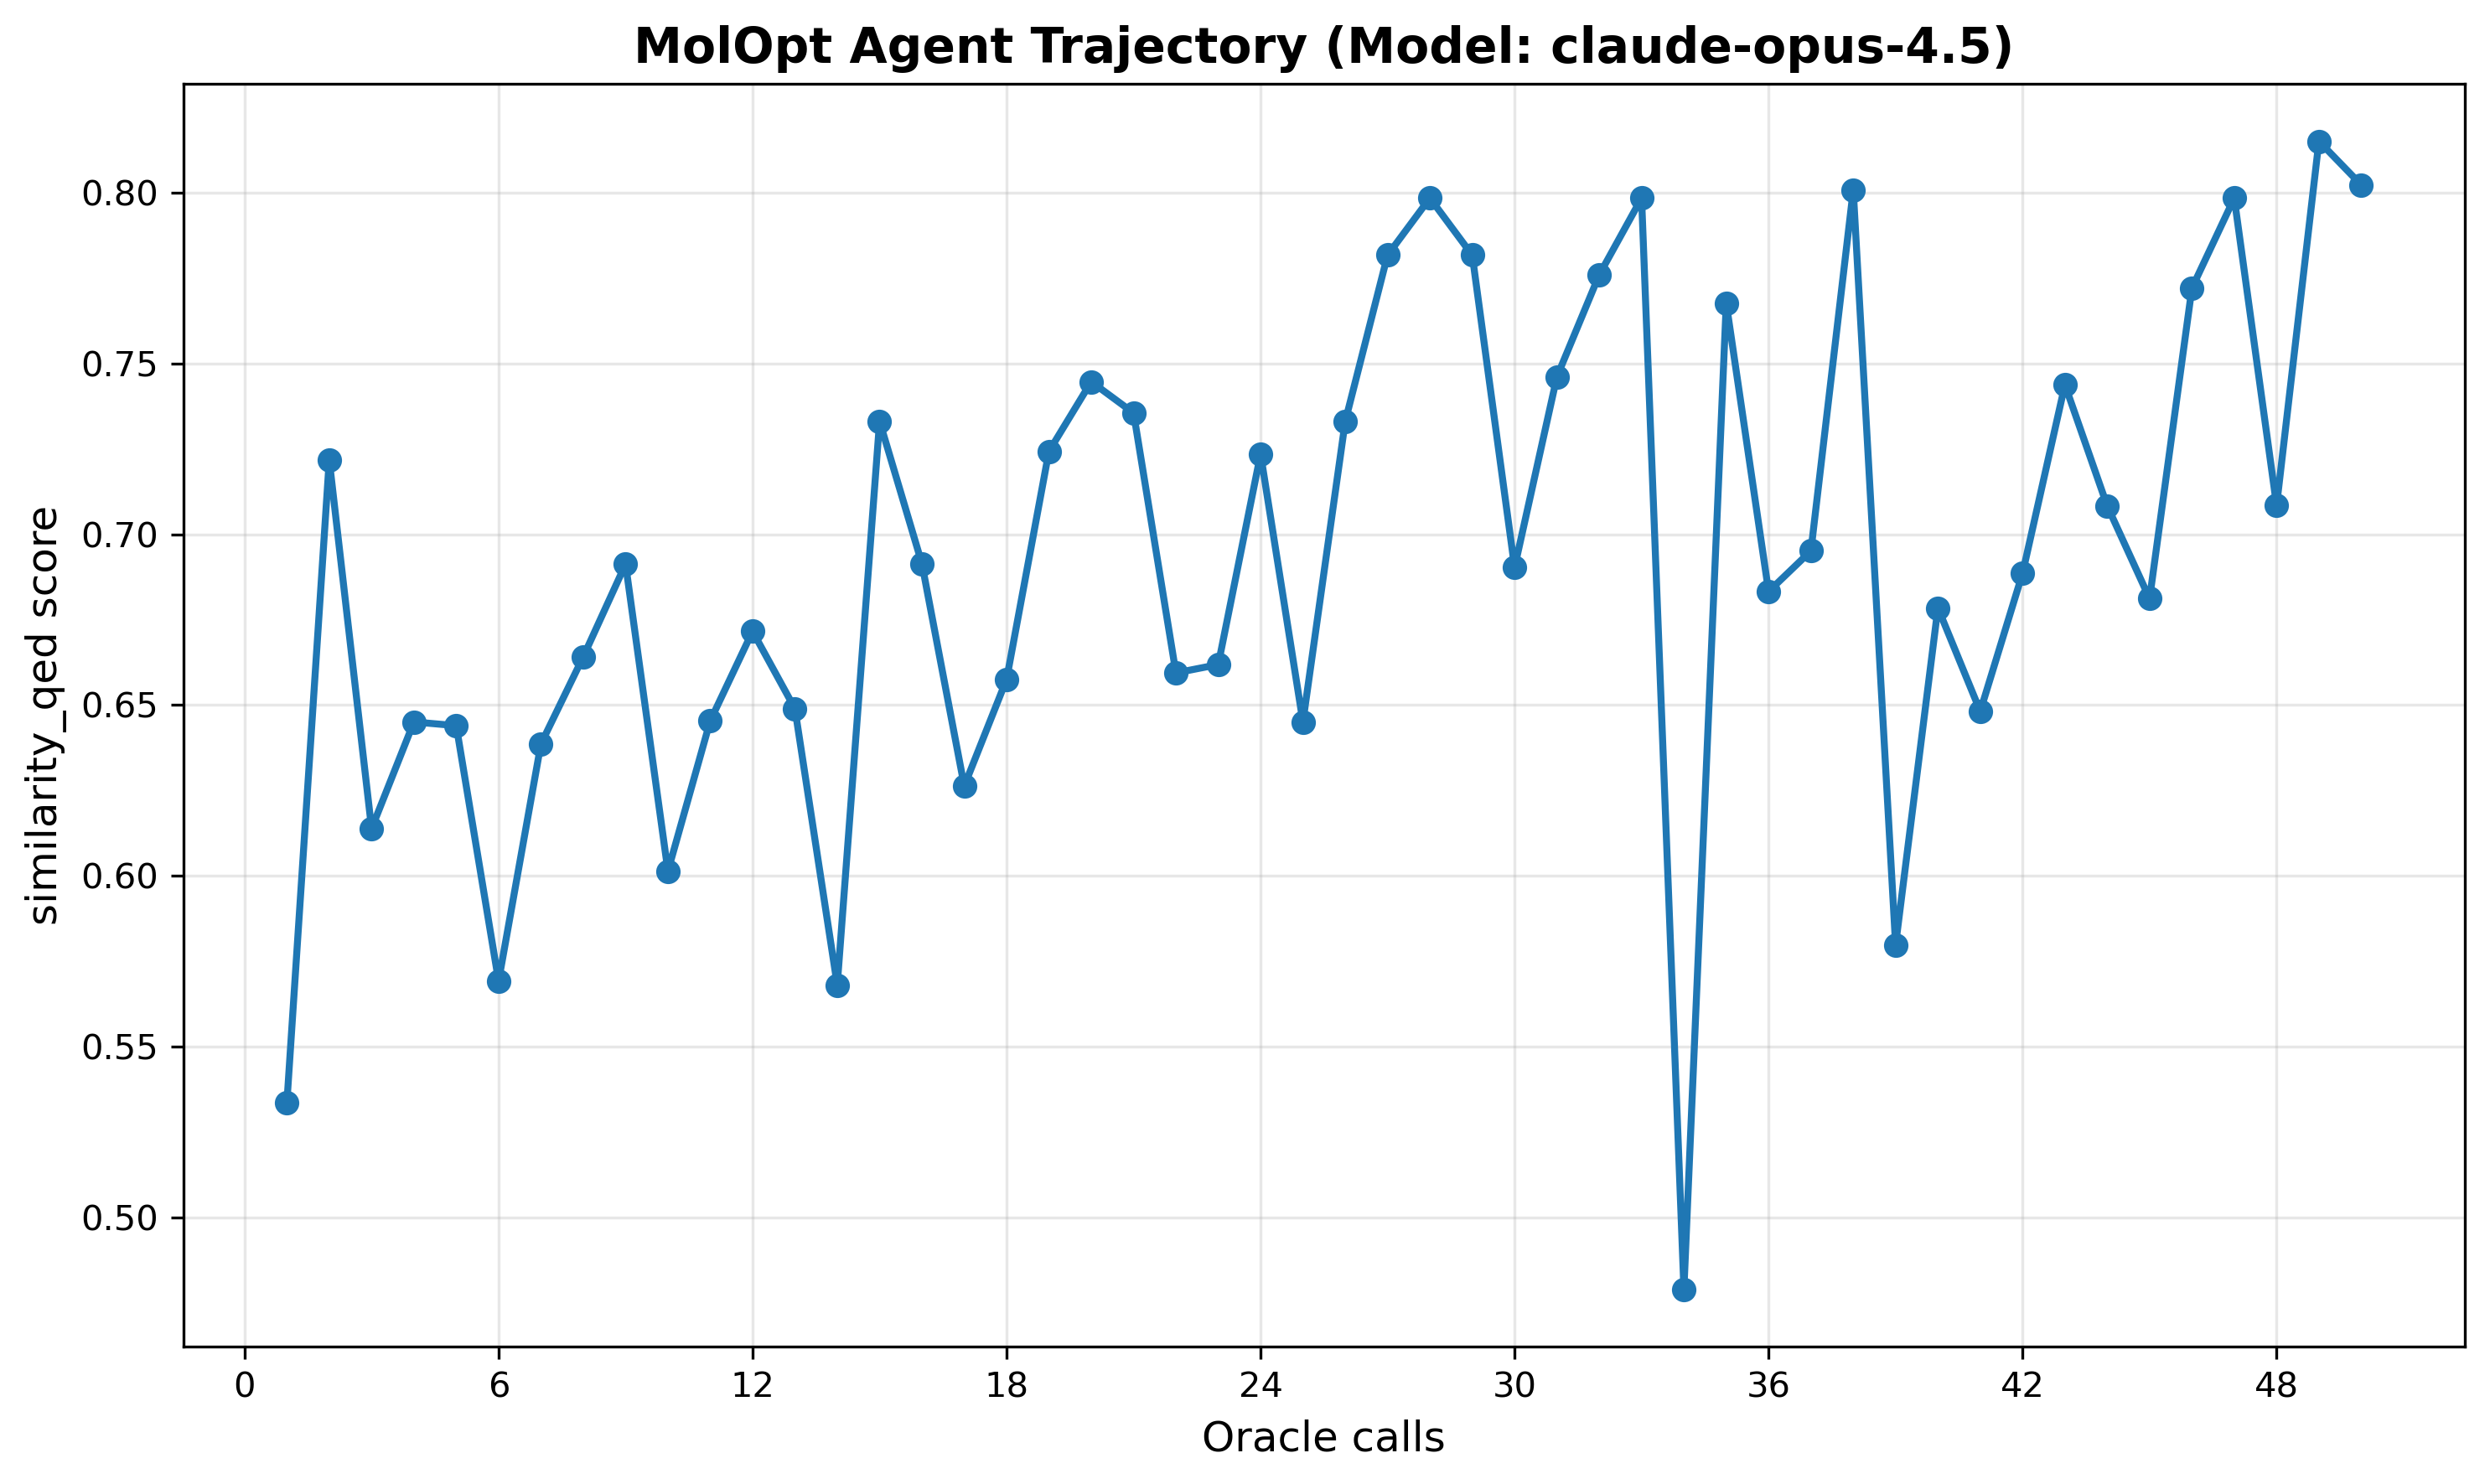 MolOpt Agent Trajectory (Model: claude-opus-4.5)
similarity_qed score
0.80
0.75
0.70
0.65
0.60
0.55
0.50
0 6 12 18 24 30 36 42 48
Oracle calls